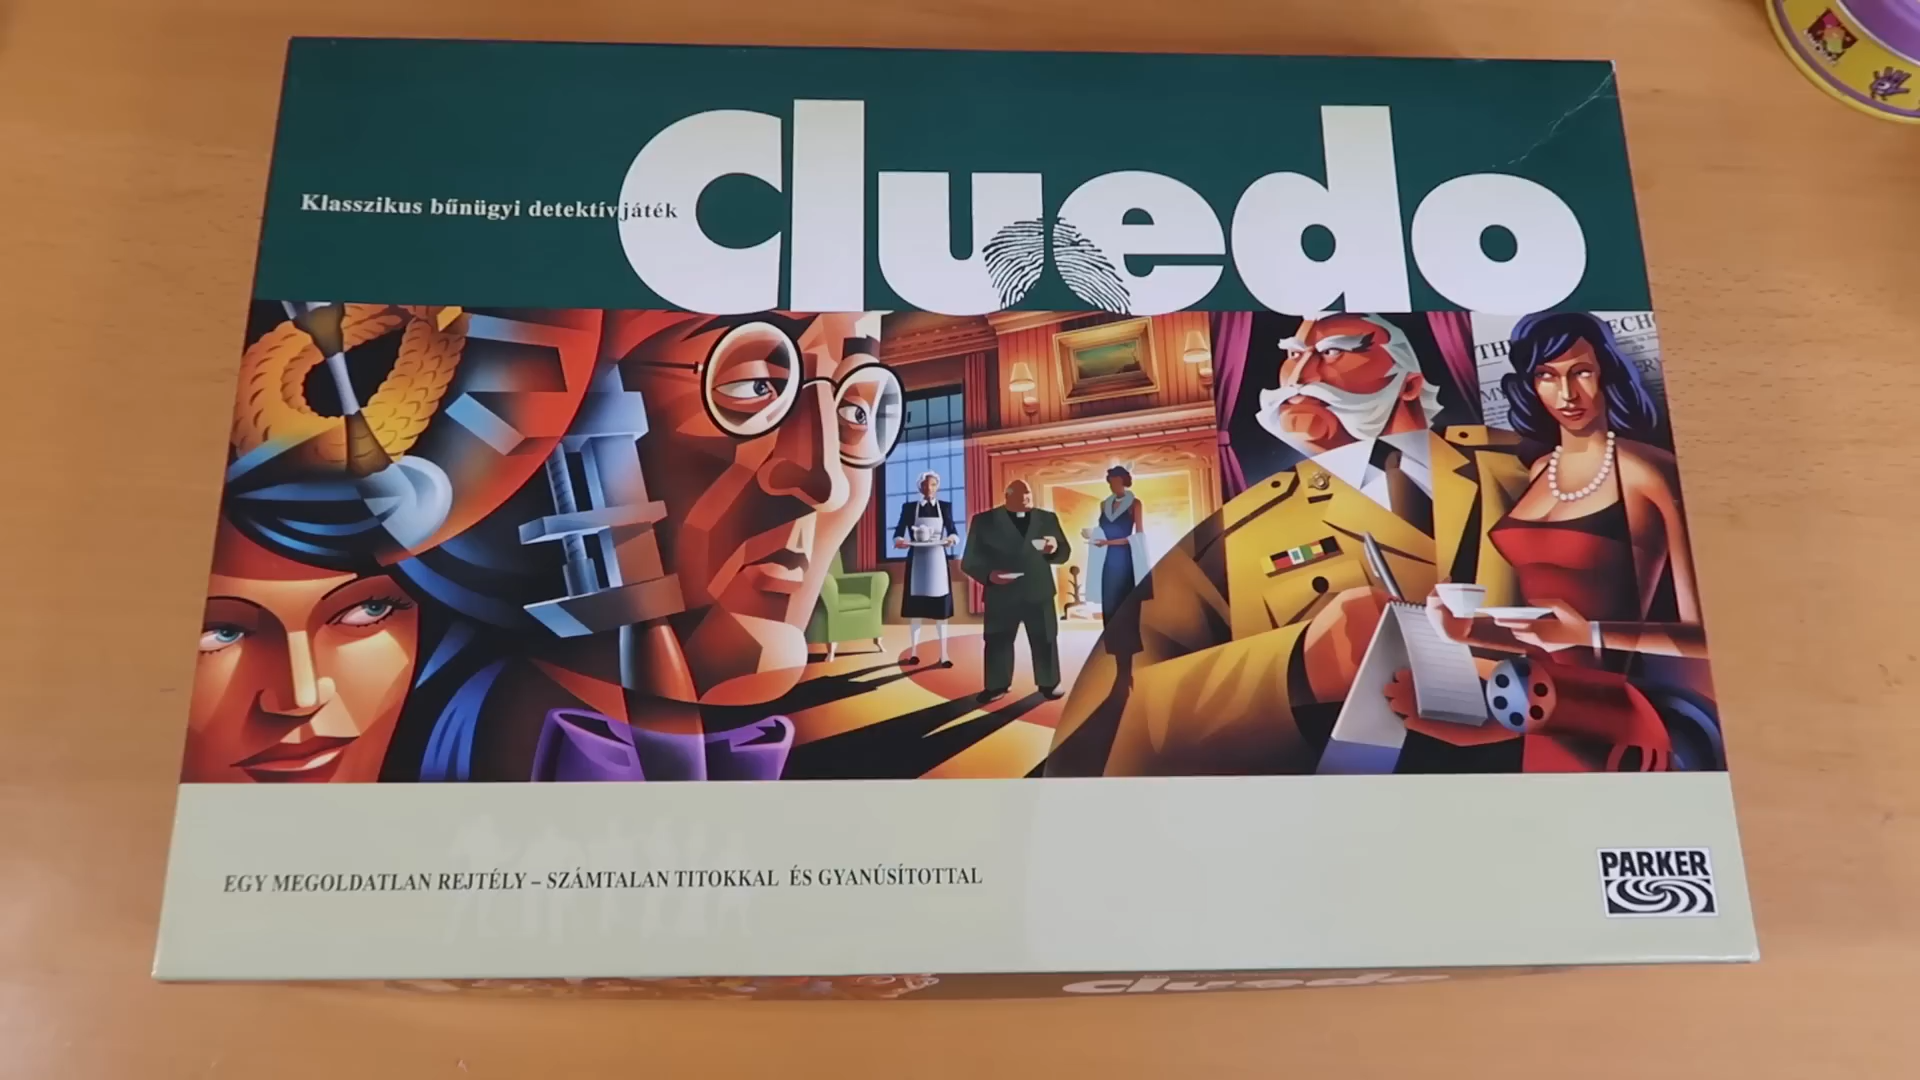 Cluedo
Klasszikus bűnügyi detektívjáték
EGY MEGOLDATLAN REJTÉLY – SZÁMTALAN TITOKKAL ÉS GYANÚSÍTOTTAL
PARKER
Cluedo